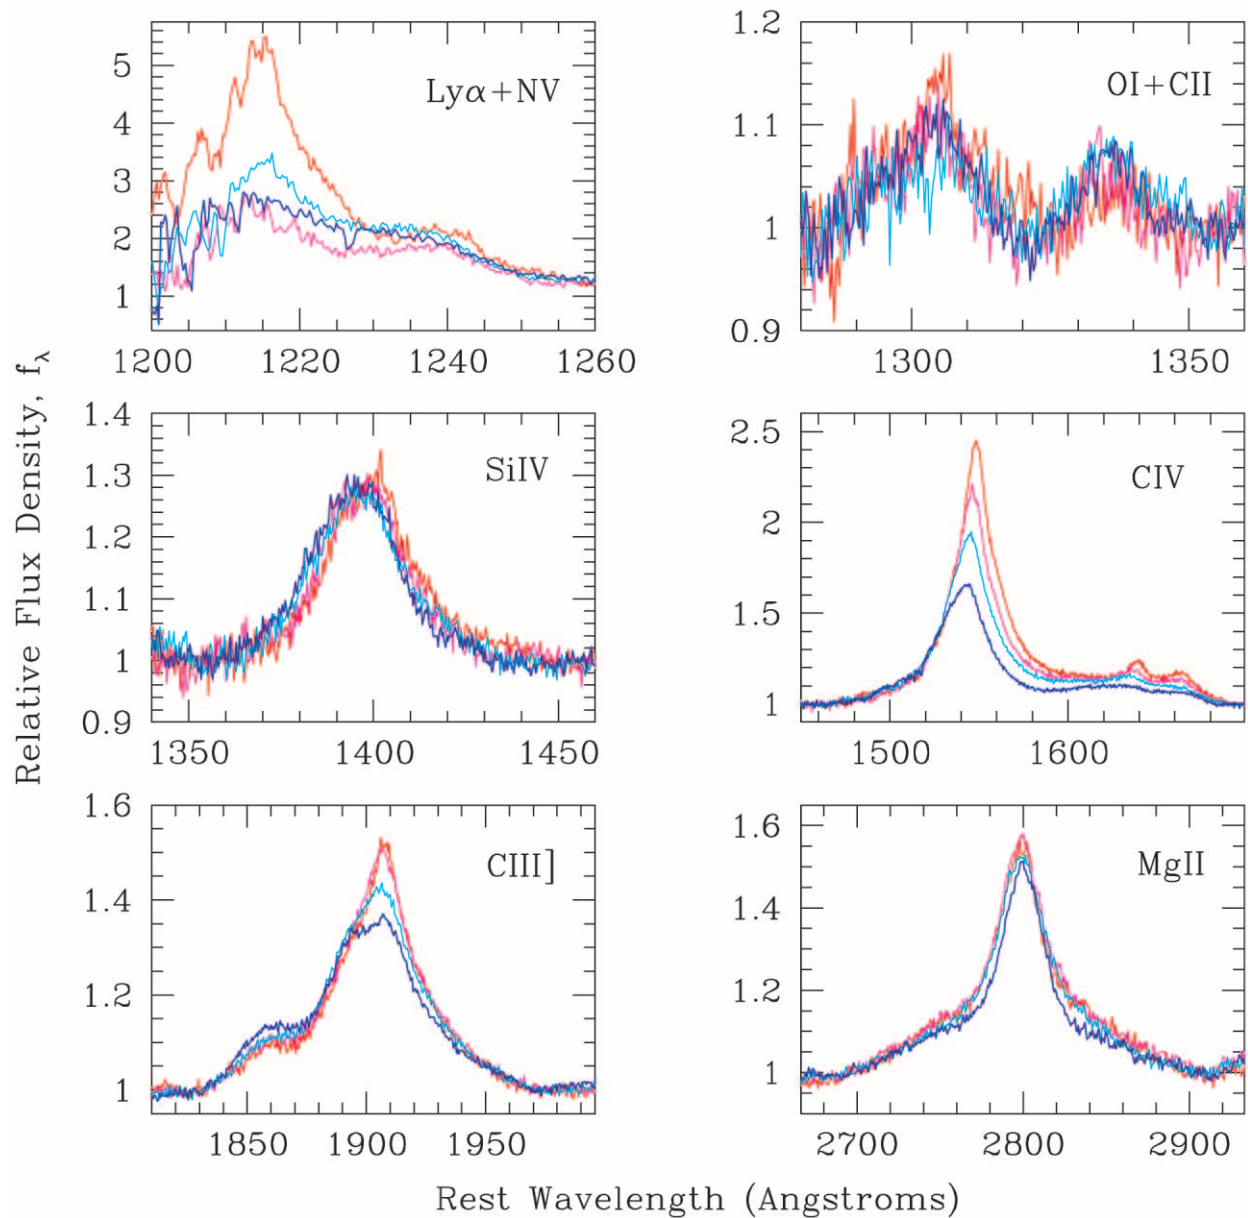 Relative Flux Density, fλ
Lyα+NV
5
4
3
2
1
1200 1220 1240 1260
OI+CII
1.2
1.1
1
0.9
1300 1350
SiIV
1.4
1.3
1.2
1.1
1
0.9
1350 1400 1450
CIV
2.5
2
1.5
1
1500 1600
CIII]
1.6
1.4
1.2
1
1850 1900 1950
MgII
1.6
1.4
1.2
1
2700 2800 2900
Rest Wavelength (Angstroms)